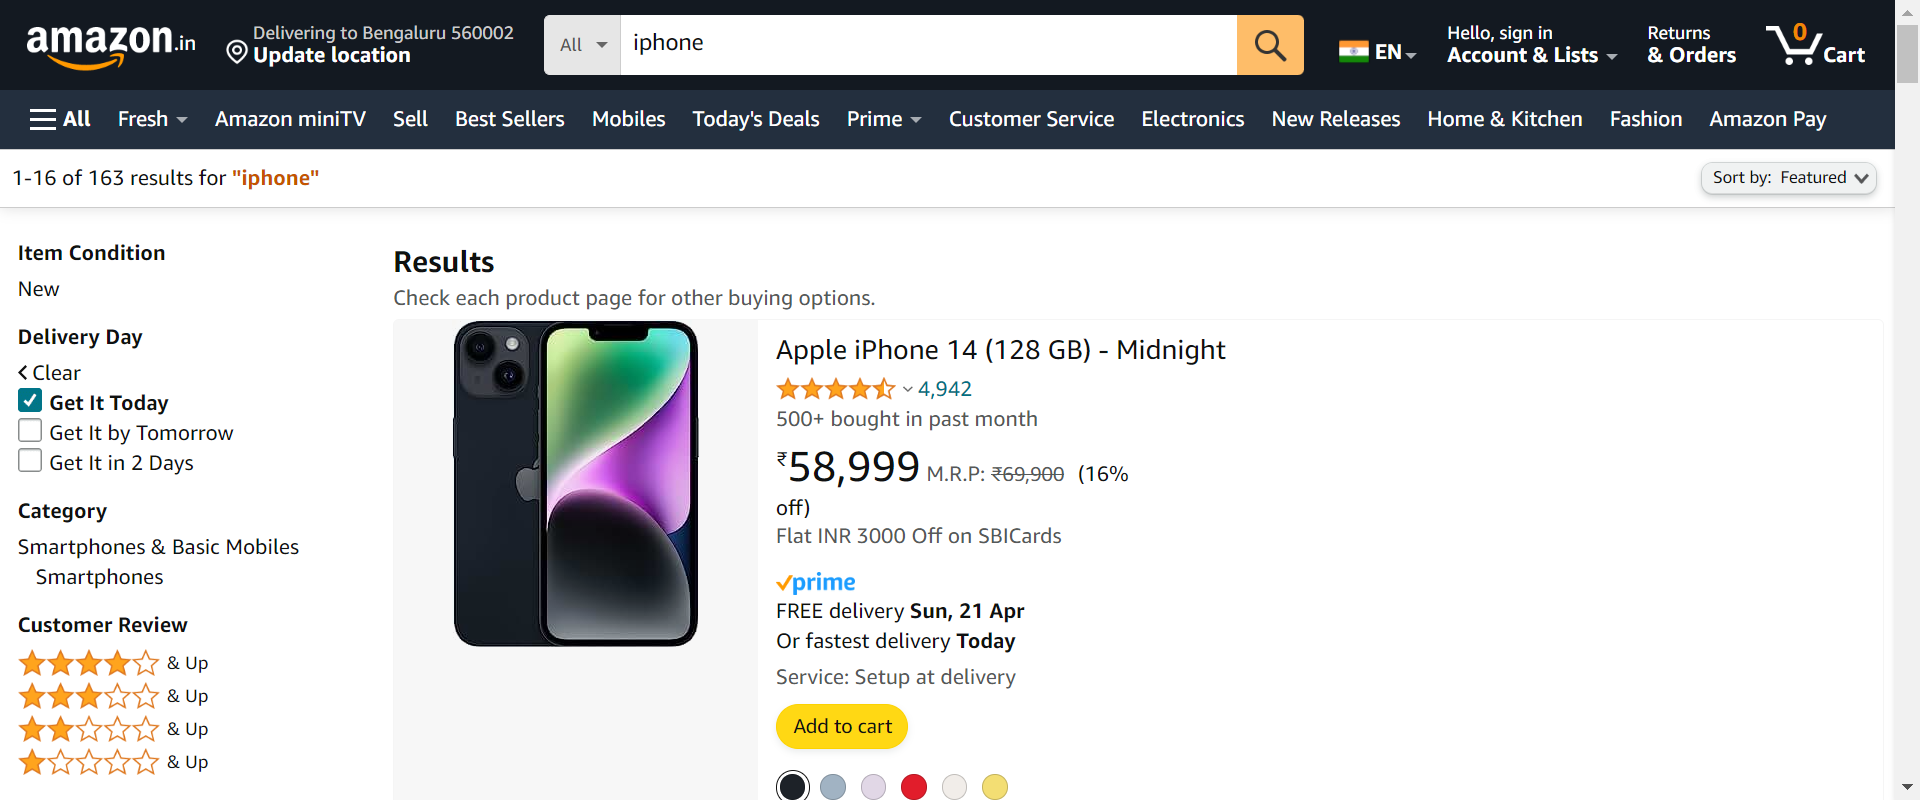 amazon.in
Delivering to Bengaluru 560002
Update location
All
iphone
EN
Hello, sign in
Account & Lists
Returns
& Orders
0
Cart
All
Fresh
Amazon miniTV
Sell
Best Sellers
Mobiles
Today's Deals
Prime
Customer Service
Electronics
New Releases
Home & Kitchen
Fashion
Amazon Pay
1-16 of 163 results for "iphone"
Sort by: Featured
Item Condition
New
Delivery Day
Clear
Get It Today
Get It by Tomorrow
Get It in 2 Days
Category
Smartphones & Basic Mobiles
Smartphones
Customer Review
& Up
& Up
& Up
& Up
Results
Check each product page for other buying options.
Apple iPhone 14 (128 GB) - Midnight
4,942
500+ bought in past month
₹58,999 M.R.P: ₹69,900 (16%
off)
Flat INR 3000 Off on SBICards
prime
FREE delivery Sun, 21 Apr
Or fastest delivery Today
Service: Setup at delivery
Add to cart